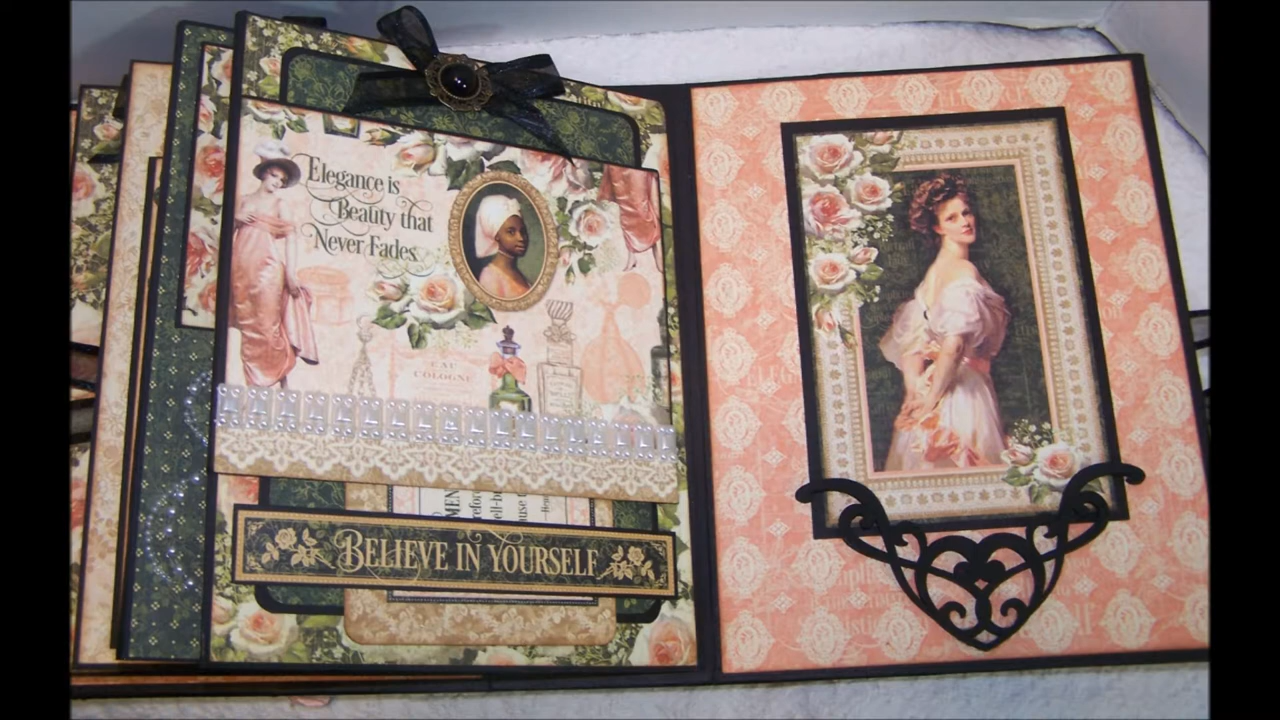 Elegance is
Beauty that
Never Fades
EAU
COLOGNE
BELIEVE IN YOURSELF